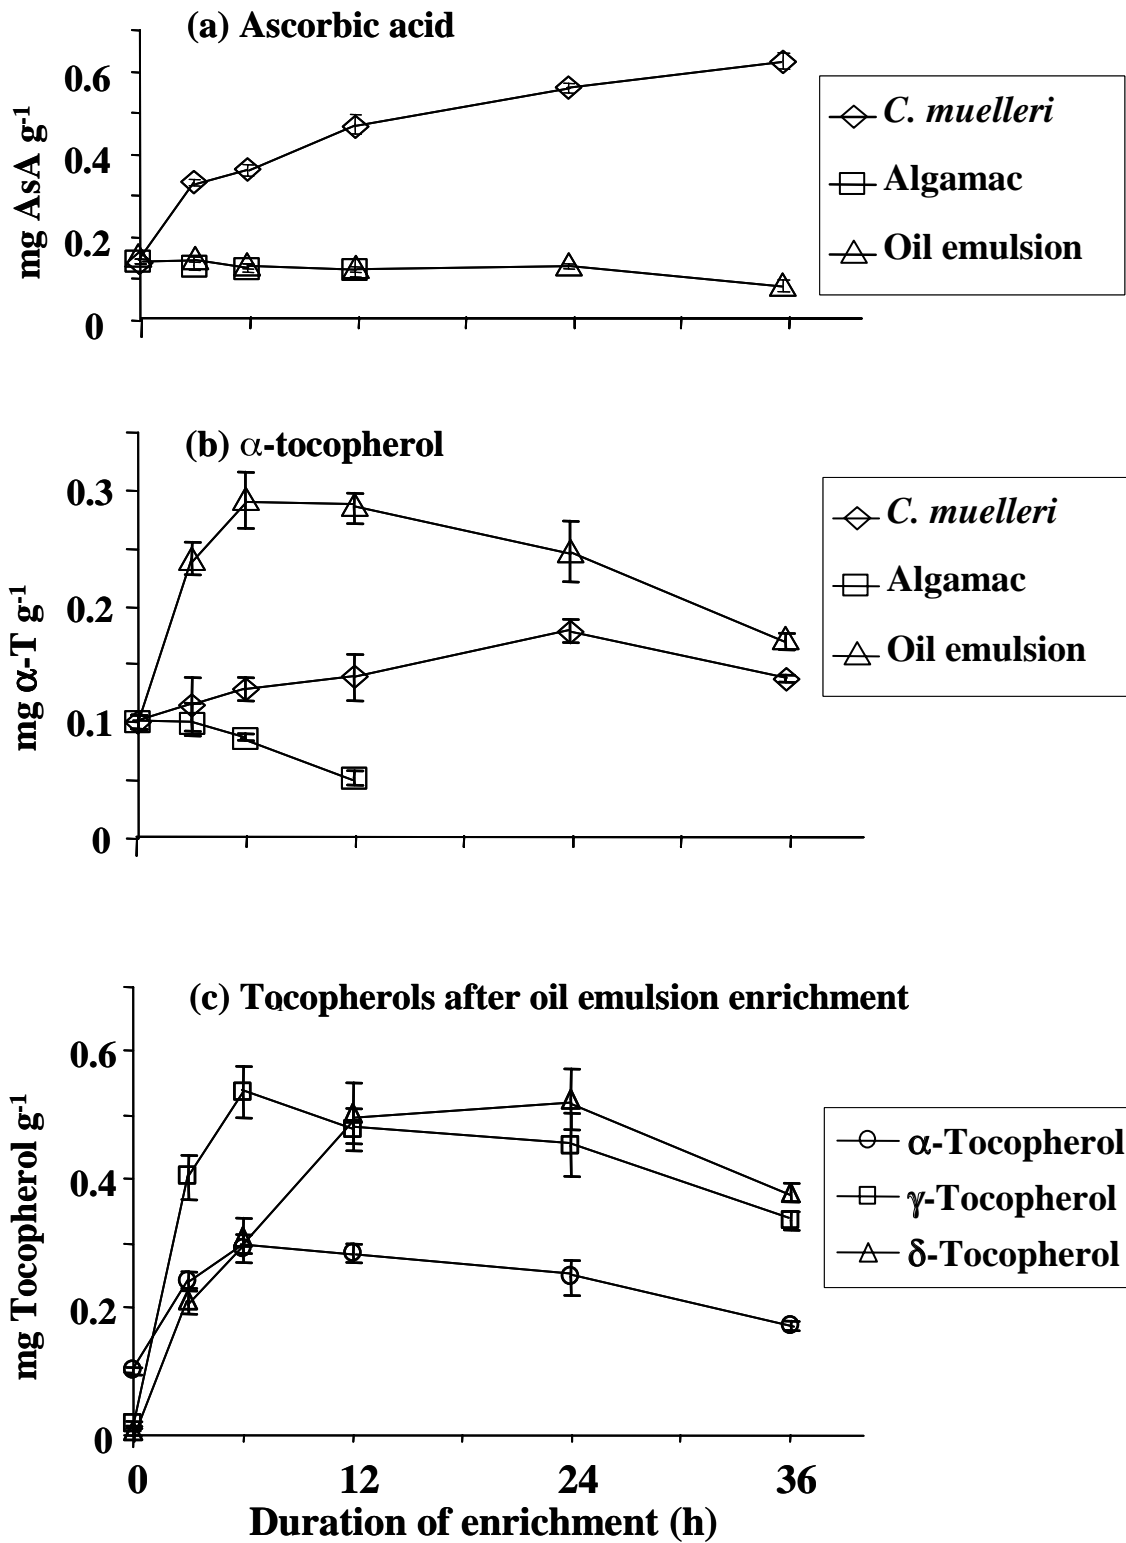 (a) Ascorbic acid
mg AsA g-1
0.6
0.4
0.2
0
C. muelleri
Algamac
Oil emulsion
(b) α-tocopherol
mg α-T g-1
0.3
0.2
0.1
0
C. muelleri
Algamac
Oil emulsion
(c) Tocopherols after oil emulsion enrichment
mg Tocopherol g-1
0.6
0.4
0.2
0
α-Tocopherol
γ-Tocopherol
δ-Tocopherol
0 12 24 36
Duration of enrichment (h)